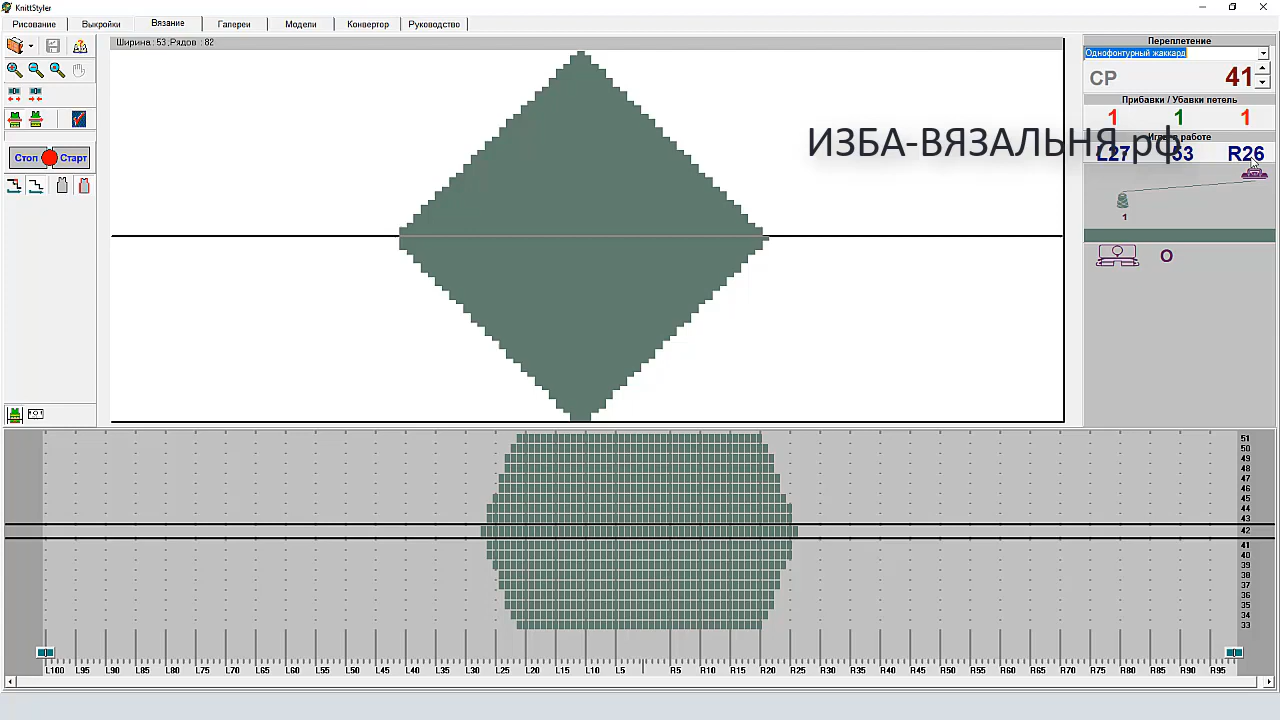 KnittStyler
Рисование Выкройки Вязание Галереи Модели Конвертор Руководство
Ширина : 53,Рядов : 82
Переплетение
Однофонтурный жаккард
СР 41
Прибавки / Убавки петель
1 1 1
ИЗБА-ВЯЗАЛЬНЯ.рф
работе
L27 33 R26
Стоп Старт
1
O
51
50
49
48
47
46
45
44
43
42
41
40
39
38
37
36
35
34
33
L100 L95 L90 L85 L80 L75 L70 L65 L60 L55 L50 L45 L40 L35 L30 L25 L20 L15 L10 L5 R5 R10 R15 R20 R25 R30 R35 R40 R45 R50 R55 R60 R65 R70 R75 R80 R85 R90 R95